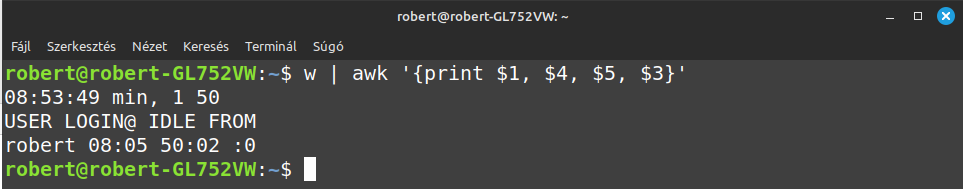 robert@robert-GL752VW: ~
Fájl Szerkesztés Nézet Keresés Terminál Súgó
robert@robert-GL752VW:~$ w | awk '{print $1, $4, $5, $3}'
08:53:49 min, 1 50
USER LOGIN@ IDLE FROM
robert 08:05 50:02 :0
robert@robert-GL752VW:~$